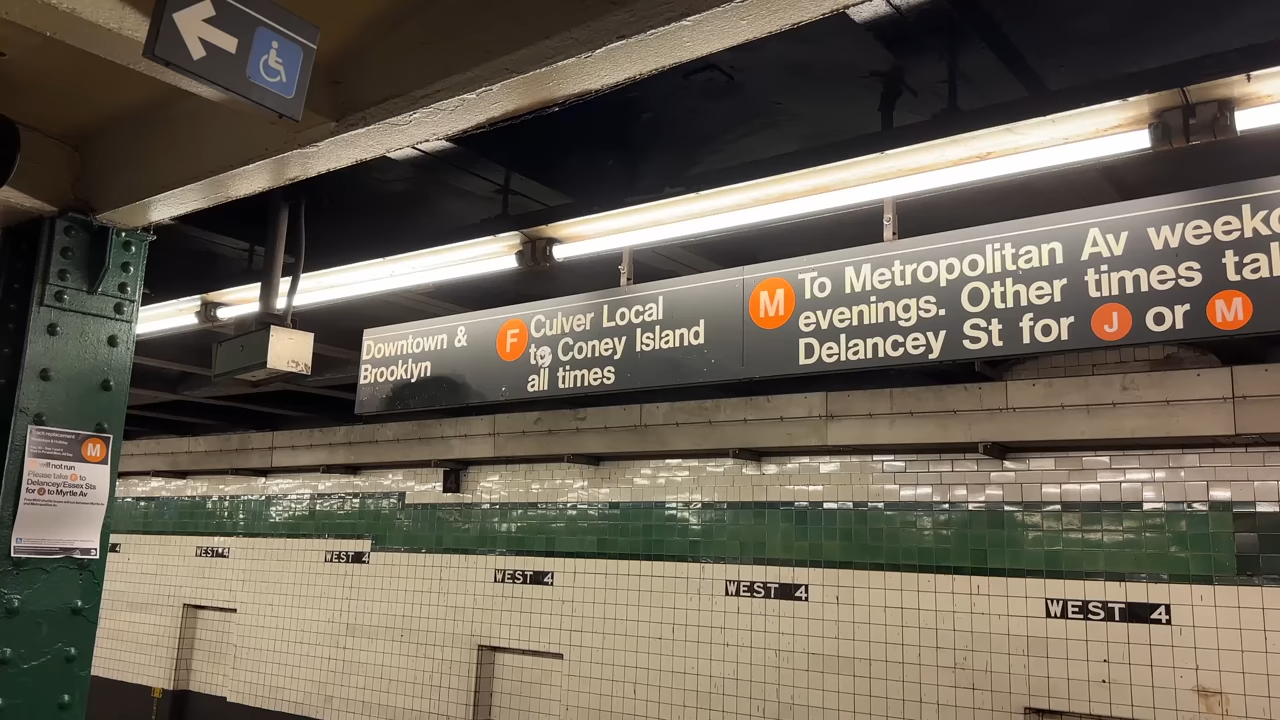 Downtown &
Brooklyn
F
Culver Local
to Coney Island
all times
M
To Metropolitan Av
evenings. Other times
Delancey St for J or M
M
will not run
Please take F to
Delancey/Essex Sts
for J to Myrtle Av
4
WEST 4
WEST 4
WEST 4
WEST 4
WEST 4